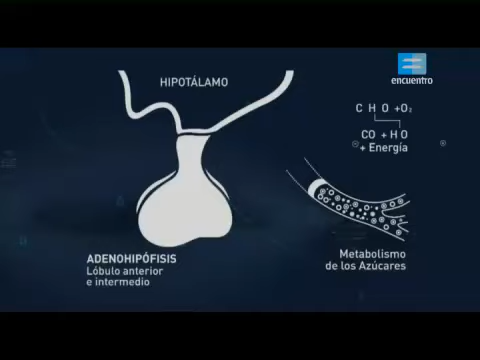 encuentro
HIPOTÁLAMO
C H O +O₂
CO + H O
+ Energía
ADENOHIPÓFISIS
Lóbulo anterior
e intermedio
Metabolismo
de los Azúcares